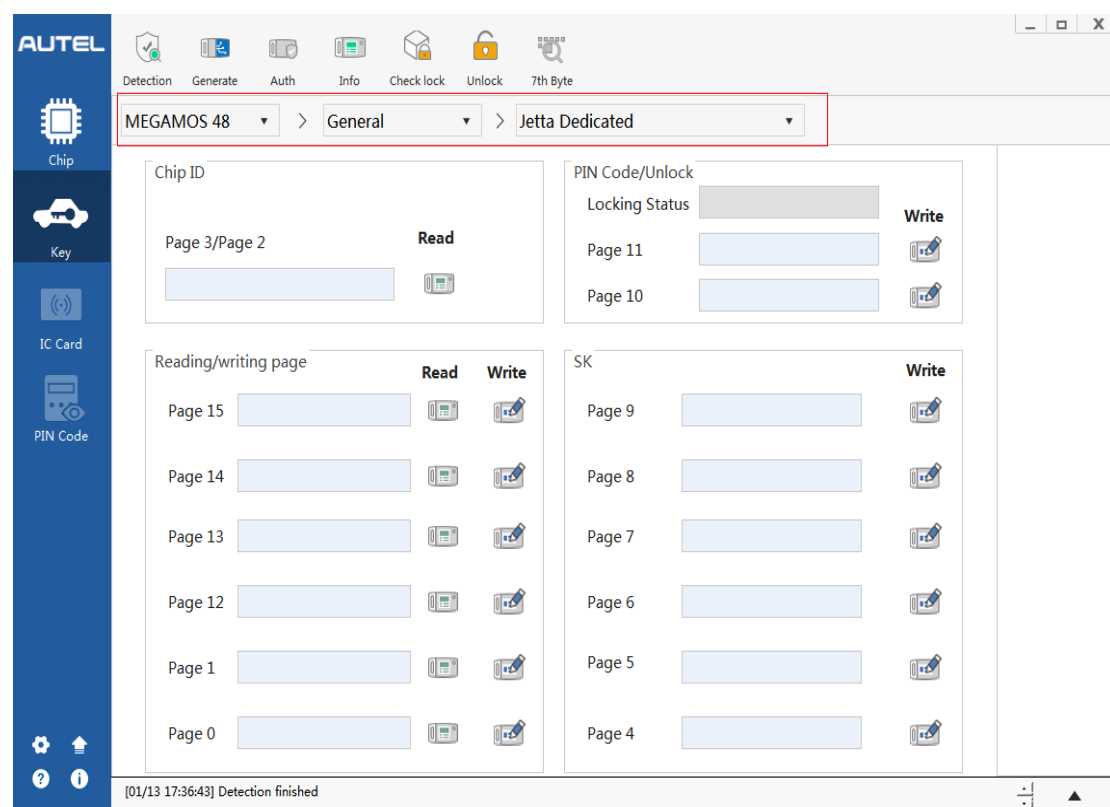 AUTEL
Detection Generate Auth Info Check lock Unlock 7th Byte
MEGAMOS 48 > General > Jetta Dedicated
Chip
Key
IC Card
PIN Code
Chip ID
Page 3/Page 2 Read
PIN Code/Unlock
Locking Status
Write
Page 11
Page 10
Reading/writing page
Read Write
Page 15
Page 14
Page 13
Page 12
Page 1
Page 0
SK
Write
Page 9
Page 8
Page 7
Page 6
Page 5
Page 4
[01/13 17:36:43] Detection finished